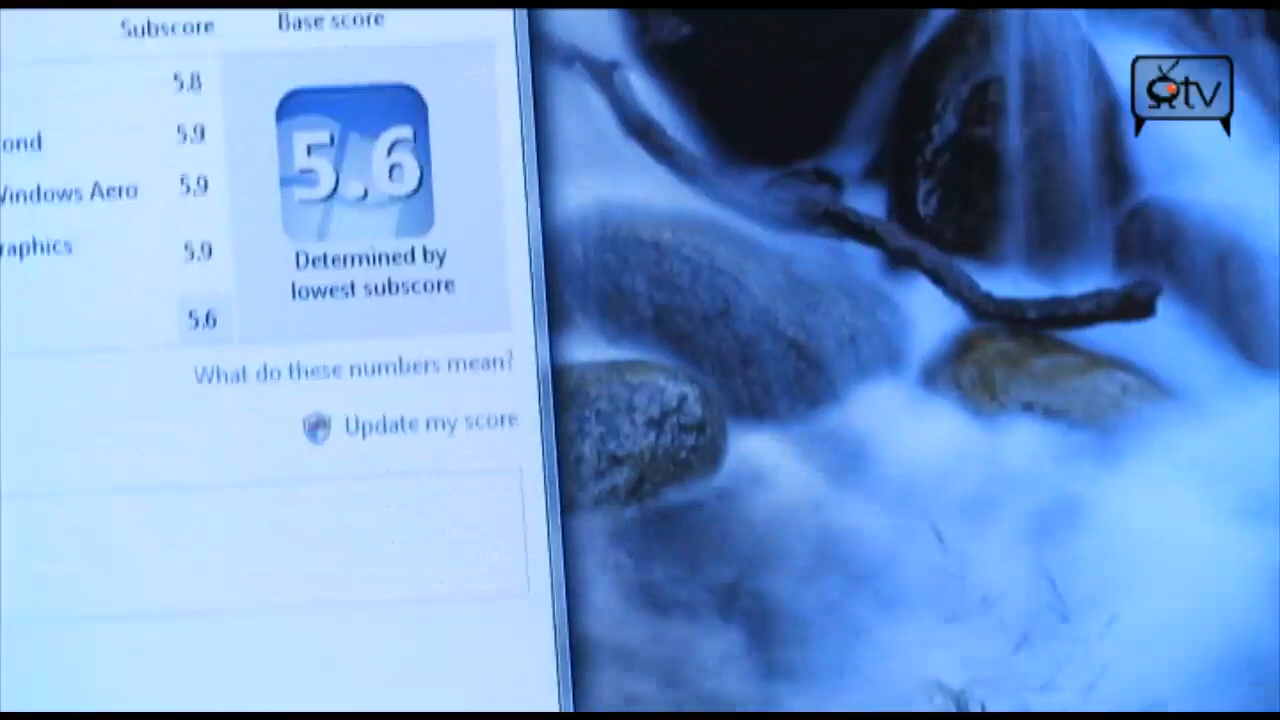 Subscore Base score
5.8
ond 5.9
Windows Aero 5.9
raphics 5.9
5.6
5.6
Determined by
lowest subscore
What do these numbers mean?
Update my score
tv